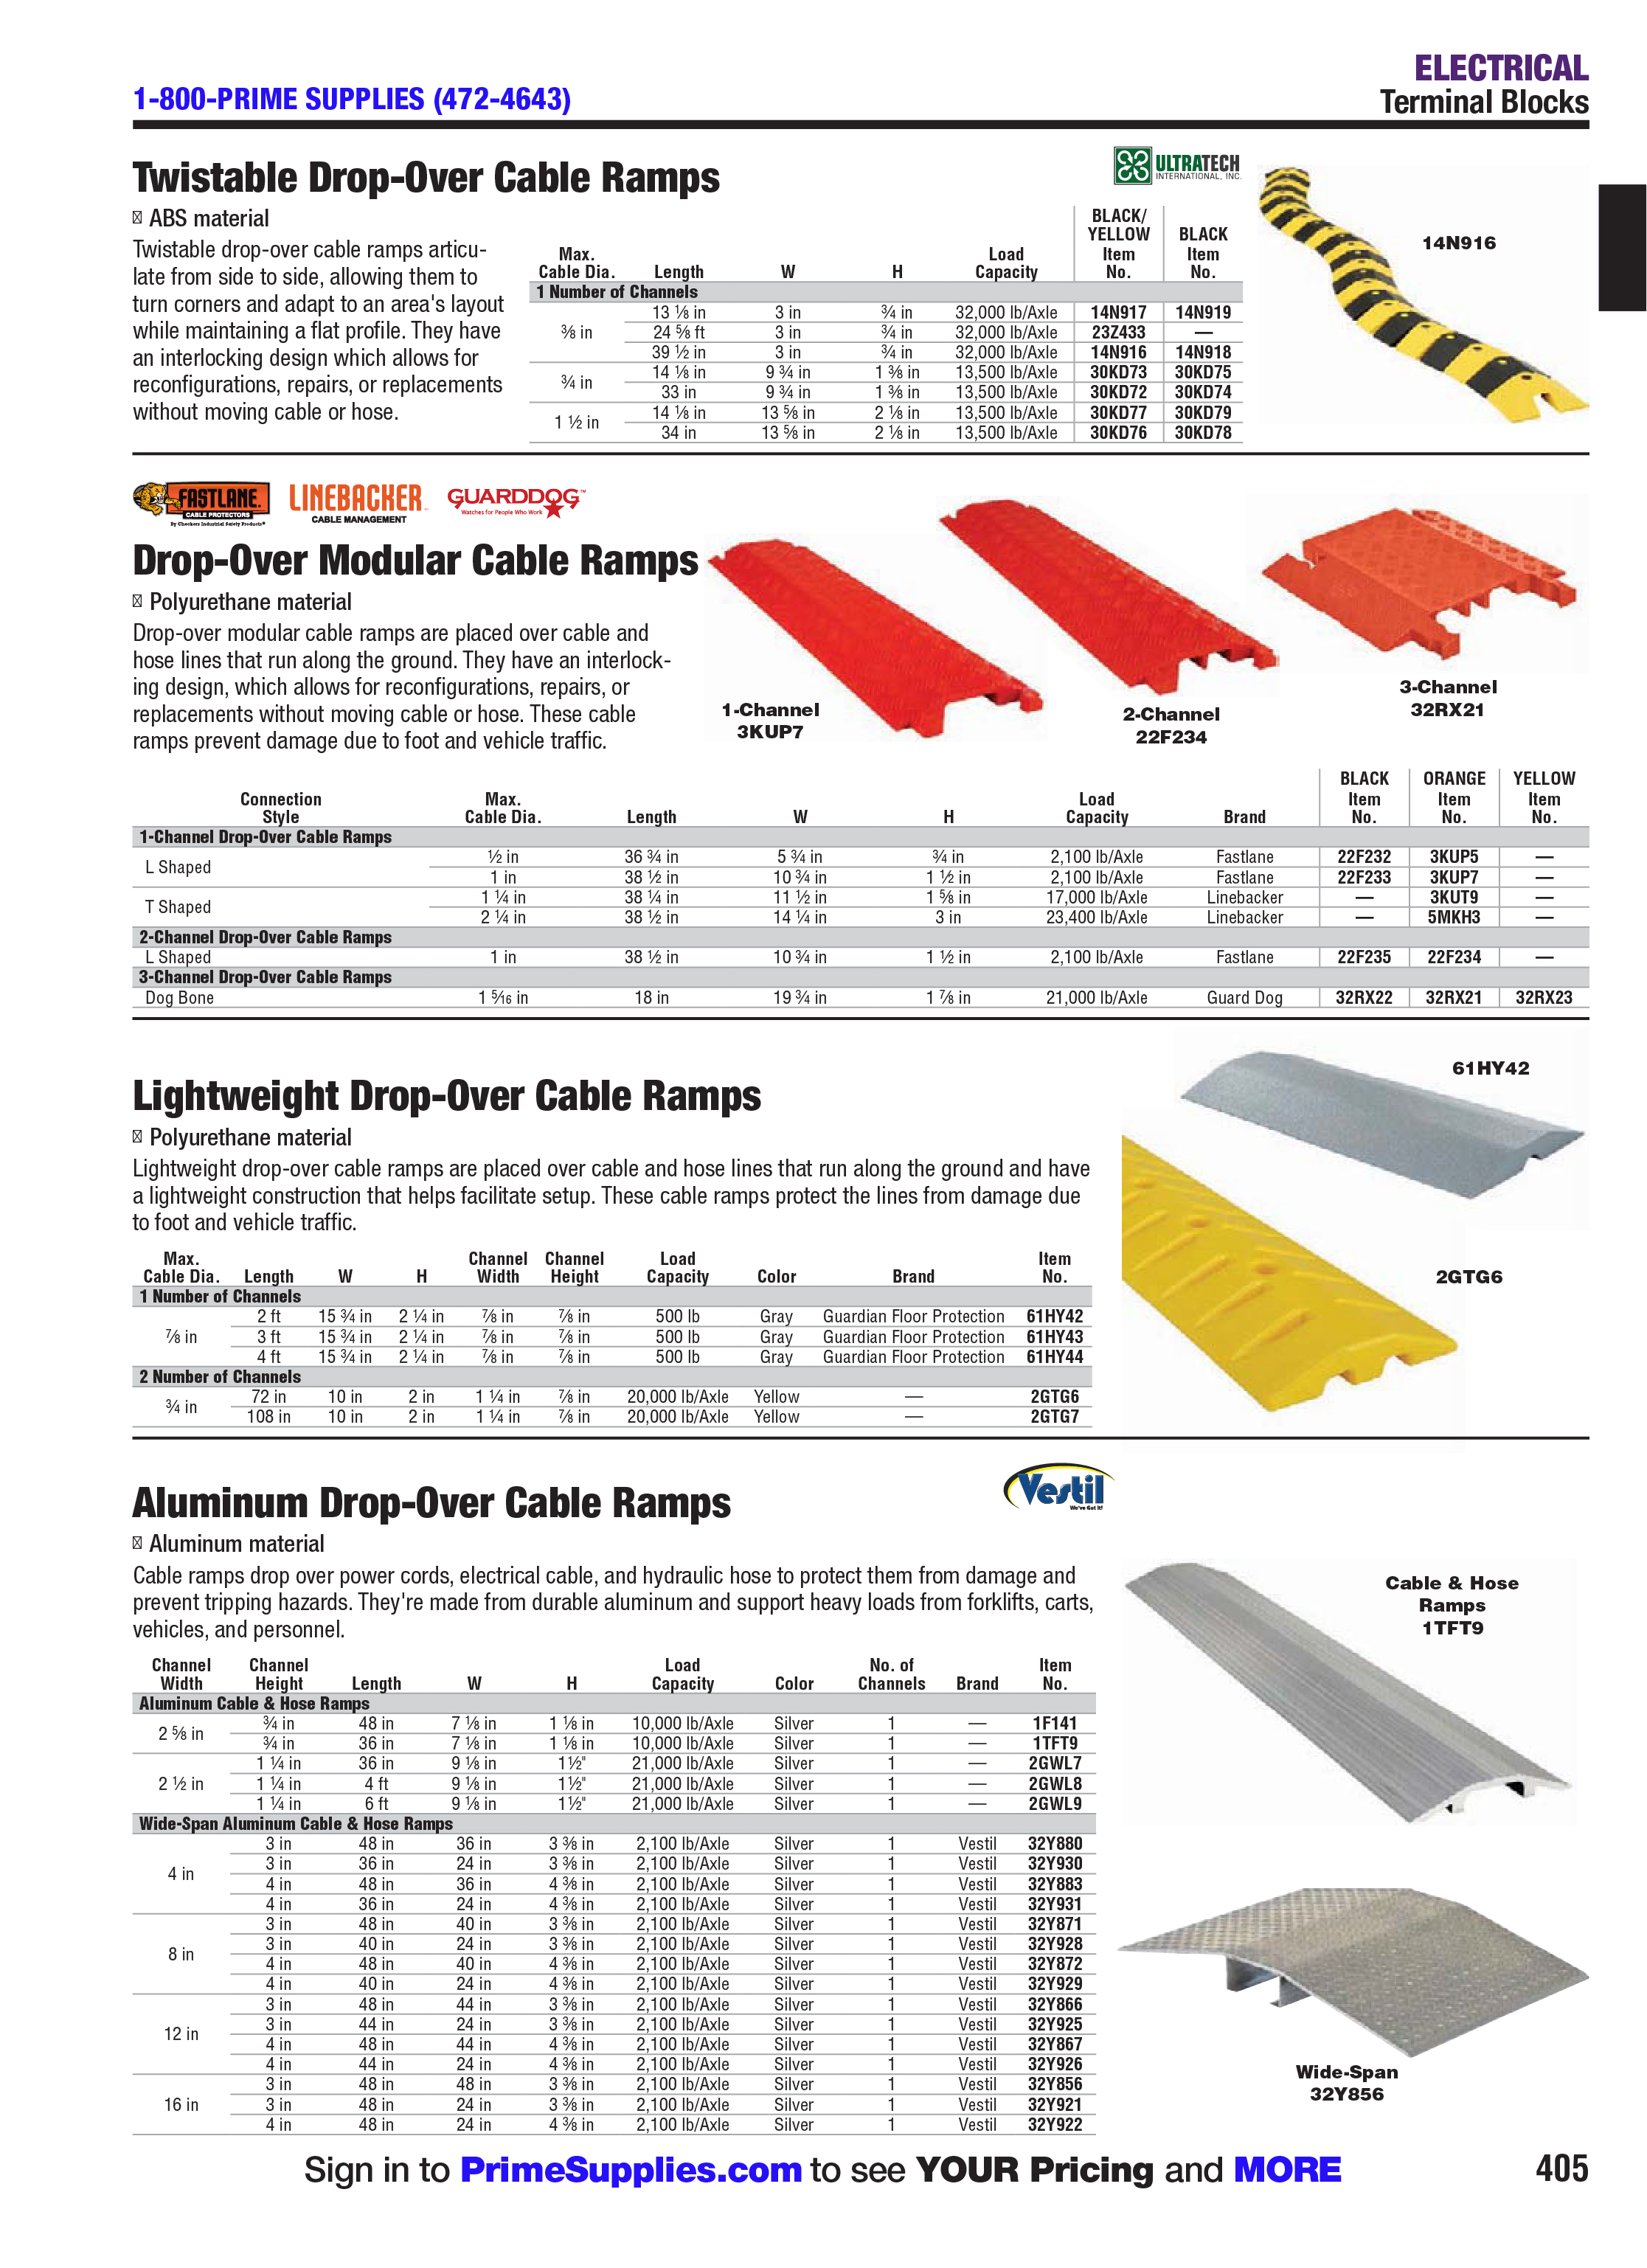 ELECTRICAL
1-800-PRIME SUPPLIES (472-4643)
Terminal Blocks
Twistable Drop-Over Cable Ramps
ULTRATECH
INTERNATIONAL, INC.
ABS material
Twistable drop-over cable ramps articu-
late from side to side, allowing them to
turn corners and adapt to an area's layout
while maintaining a flat profile. They have
an interlocking design which allows for
reconfigurations, repairs, or replacements
without moving cable or hose.
BLACK/
YELLOW BLACK
Max. Load Item Item
Cable Dia. Length W H Capacity No. No.
1 Number of Channels
13 ⅛ in 3 in ¾ in 32,000 lb/Axle 14N917 14N919
⅜ in 24 ⅝ ft 3 in ¾ in 32,000 lb/Axle 23Z433 —
39 ½ in 3 in ¾ in 32,000 lb/Axle 14N916 14N918
¾ in 14 ⅛ in 9 ¾ in 1 ⅜ in 13,500 lb/Axle 30KD73 30KD75
33 in 9 ¾ in 1 ⅜ in 13,500 lb/Axle 30KD72 30KD74
1 ½ in 14 ⅛ in 13 ⅝ in 2 ⅛ in 13,500 lb/Axle 30KD77 30KD79
34 in 13 ⅝ in 2 ⅛ in 13,500 lb/Axle 30KD76 30KD78
14N916
FASTLANE.
CABLE PROTECTORS
By Checkers Industrial Safety Products®
LINEBACKER
CABLE MANAGEMENT
GUARDDOG™
Watches for People Who Work
Drop-Over Modular Cable Ramps
Polyurethane material
Drop-over modular cable ramps are placed over cable and
hose lines that run along the ground. They have an interlock-
ing design, which allows for reconfigurations, repairs, or
replacements without moving cable or hose. These cable
ramps prevent damage due to foot and vehicle traffic.
1-Channel
3KUP7
2-Channel
22F234
3-Channel
32RX21
BLACK ORANGE YELLOW
Connection Max. Load Item Item Item
Style Cable Dia. Length W H Capacity Brand No. No. No.
1-Channel Drop-Over Cable Ramps
L Shaped ½ in 36 ¾ in 5 ¾ in ¾ in 2,100 lb/Axle Fastlane 22F232 3KUP5 —
1 in 38 ½ in 10 ¾ in 1 ½ in 2,100 lb/Axle Fastlane 22F233 3KUP7 —
T Shaped 1 ¼ in 38 ¼ in 11 ½ in 1 ⅝ in 17,000 lb/Axle Linebacker — 3KUT9 —
2 ¼ in 38 ½ in 14 ¼ in 3 in 23,400 lb/Axle Linebacker — 5MKH3 —
2-Channel Drop-Over Cable Ramps
L Shaped 1 in 38 ½ in 10 ¾ in 1 ½ in 2,100 lb/Axle Fastlane 22F235 22F234 —
3-Channel Drop-Over Cable Ramps
Dog Bone 1 5⁄16 in 18 in 19 ¾ in 1 ⅞ in 21,000 lb/Axle Guard Dog 32RX22 32RX21 32RX23
Lightweight Drop-Over Cable Ramps
Polyurethane material
Lightweight drop-over cable ramps are placed over cable and hose lines that run along the ground and have
a lightweight construction that helps facilitate setup. These cable ramps protect the lines from damage due
to foot and vehicle traffic.
61HY42
2GTG6
Max. Channel Channel Load Item
Cable Dia. Length W H Width Height Capacity Color Brand No.
1 Number of Channels
2 ft 15 ¾ in 2 ¼ in ⅞ in ⅞ in 500 lb Gray Guardian Floor Protection 61HY42
⅞ in 3 ft 15 ¾ in 2 ¼ in ⅞ in ⅞ in 500 lb Gray Guardian Floor Protection 61HY43
4 ft 15 ¾ in 2 ¼ in ⅞ in ⅞ in 500 lb Gray Guardian Floor Protection 61HY44
2 Number of Channels
¾ in 72 in 10 in 2 in 1 ¼ in ⅞ in 20,000 lb/Axle Yellow — 2GTG6
108 in 10 in 2 in 1 ¼ in ⅞ in 20,000 lb/Axle Yellow — 2GTG7
Aluminum Drop-Over Cable Ramps
Vestil
We've Got It!
Aluminum material
Cable ramps drop over power cords, electrical cable, and hydraulic hose to protect them from damage and
prevent tripping hazards. They're made from durable aluminum and support heavy loads from forklifts, carts,
vehicles, and personnel.
Cable & Hose
Ramps
1TFT9
Channel Channel Load No. of Item
Width Height Length W H Capacity Color Channels Brand No.
Aluminum Cable & Hose Ramps
2 ⅝ in ¾ in 48 in 7 ⅛ in 1 ⅛ in 10,000 lb/Axle Silver 1 — 1F141
¾ in 36 in 7 ⅛ in 1 ⅛ in 10,000 lb/Axle Silver 1 — 1TFT9
1 ¼ in 36 in 9 ⅛ in 1½" 21,000 lb/Axle Silver 1 — 2GWL7
2 ½ in 1 ¼ in 4 ft 9 ⅛ in 1½" 21,000 lb/Axle Silver 1 — 2GWL8
1 ¼ in 6 ft 9 ⅛ in 1½" 21,000 lb/Axle Silver 1 — 2GWL9
Wide-Span Aluminum Cable & Hose Ramps
4 in 3 in 48 in 36 in 3 ⅜ in 2,100 lb/Axle Silver 1 Vestil 32Y880
3 in 36 in 24 in 3 ⅜ in 2,100 lb/Axle Silver 1 Vestil 32Y930
4 in 48 in 36 in 4 ⅜ in 2,100 lb/Axle Silver 1 Vestil 32Y883
4 in 36 in 24 in 4 ⅜ in 2,100 lb/Axle Silver 1 Vestil 32Y931
8 in 3 in 48 in 40 in 3 ⅜ in 2,100 lb/Axle Silver 1 Vestil 32Y871
3 in 40 in 24 in 3 ⅜ in 2,100 lb/Axle Silver 1 Vestil 32Y928
4 in 48 in 40 in 4 ⅜ in 2,100 lb/Axle Silver 1 Vestil 32Y872
4 in 40 in 24 in 4 ⅜ in 2,100 lb/Axle Silver 1 Vestil 32Y929
12 in 3 in 48 in 44 in 3 ⅜ in 2,100 lb/Axle Silver 1 Vestil 32Y866
3 in 44 in 24 in 3 ⅜ in 2,100 lb/Axle Silver 1 Vestil 32Y925
4 in 48 in 44 in 4 ⅜ in 2,100 lb/Axle Silver 1 Vestil 32Y867
4 in 44 in 24 in 4 ⅜ in 2,100 lb/Axle Silver 1 Vestil 32Y926
16 in 3 in 48 in 48 in 3 ⅜ in 2,100 lb/Axle Silver 1 Vestil 32Y856
3 in 48 in 24 in 3 ⅜ in 2,100 lb/Axle Silver 1 Vestil 32Y921
4 in 48 in 24 in 4 ⅜ in 2,100 lb/Axle Silver 1 Vestil 32Y922
Wide-Span
32Y856
Sign in to PrimeSupplies.com to see YOUR Pricing and MORE
405